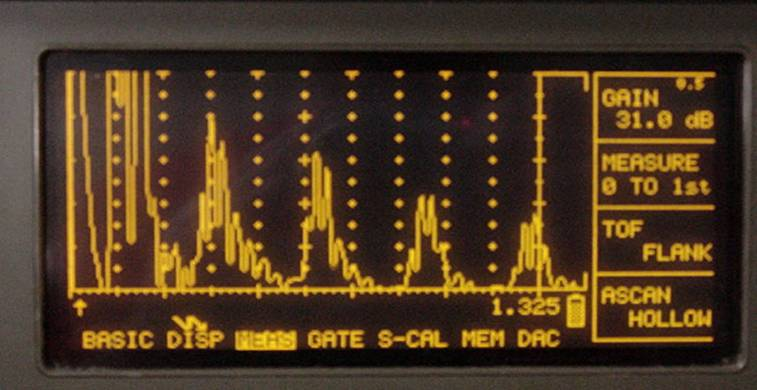 0.5
GAIN
31.0 dB
MEASURE
0 TO 1st
TOF
FLANK
ASCAN
HOLLOW
1.325
BASIC DISP MEAS GATE S-CAL MEM DAC